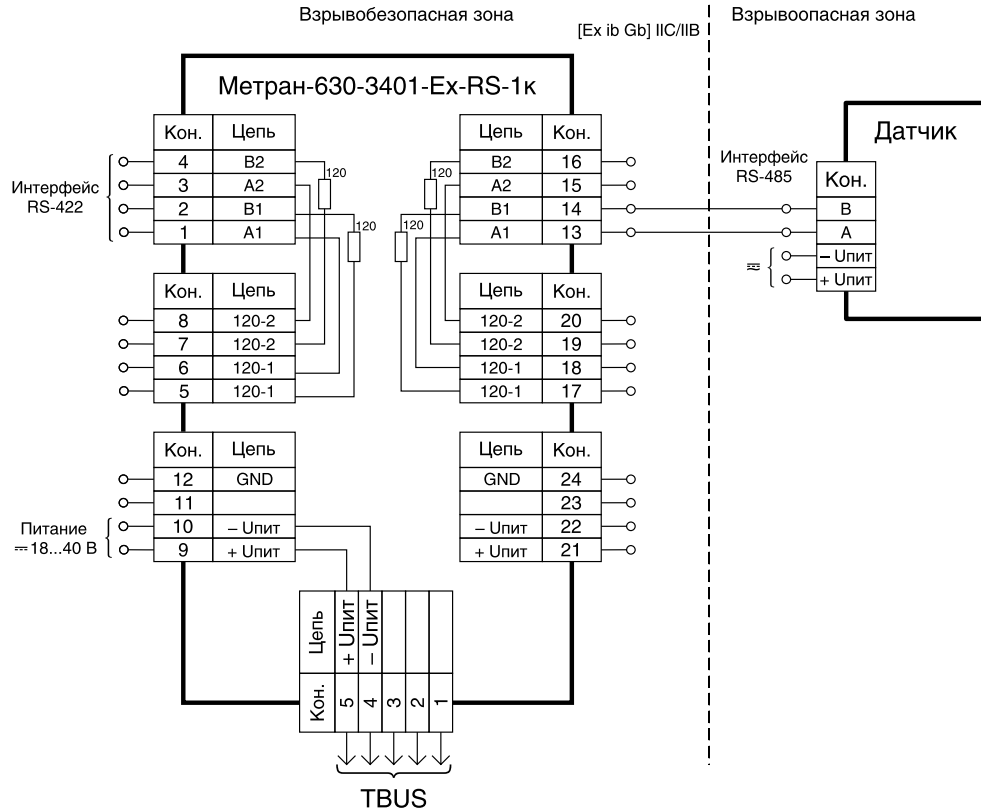 Взрывобезопасная зона
Взрывоопасная зона
[Ex ib Gb] IIC/IIB
Метран-630-3401-Ex-RS-1к
Датчик
Кон. Цепь
4 B2
3 A2
2 B1
1 A1
120
120
Интерфейс
RS-422
Цепь Кон.
B2 16
A2 15
B1 14
A1 13
120
120
Интерфейс
RS-485
Кон.
B
A
– Uпит
+ Uпит
Кон. Цепь
8 120-2
7 120-2
6 120-1
5 120-1
Цепь Кон.
120-2 20
120-2 19
120-1 18
120-1 17
Кон. Цепь
12 GND
11
10 – Uпит
9 + Uпит
Питание
⎓18...40 В
Цепь Кон.
GND 24
23
– Uпит 22
+ Uпит 21
Цепь + Uпит – Uпит
Кон. 5 4 3 2 1
TBUS